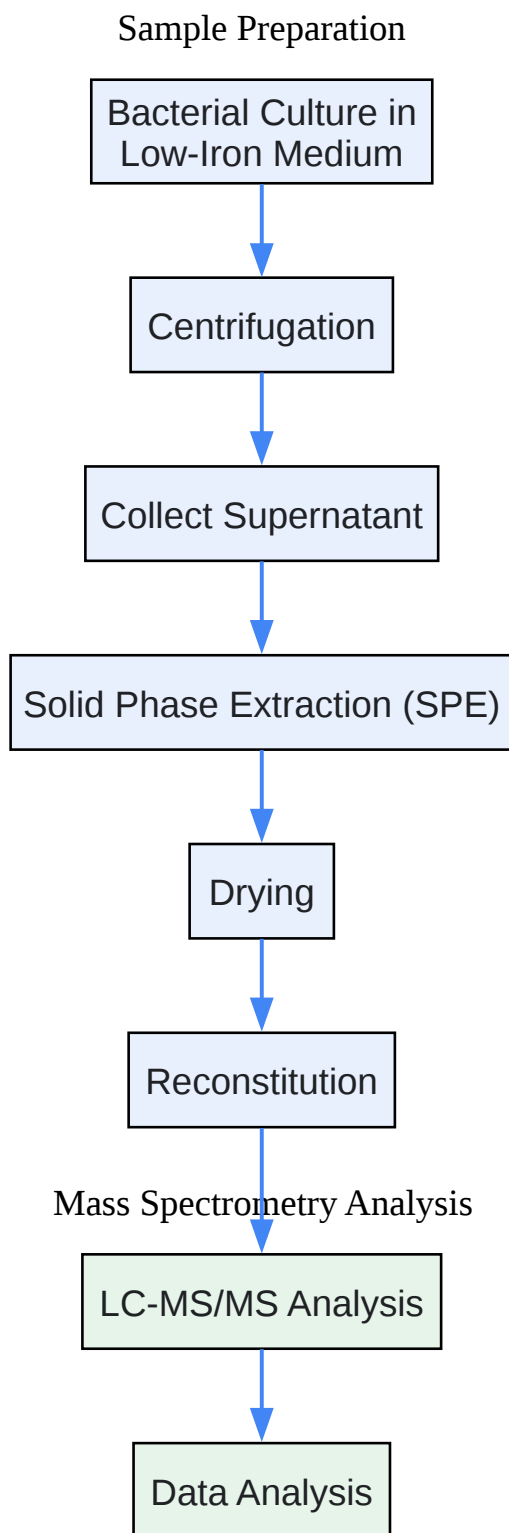 Sample Preparation
Bacterial Culture in
Low-Iron Medium
Centrifugation
Collect Supernatant
Solid Phase Extraction (SPE)
Drying
Reconstitution
Mass Spectrometry Analysis
LC-MS/MS Analysis
Data Analysis